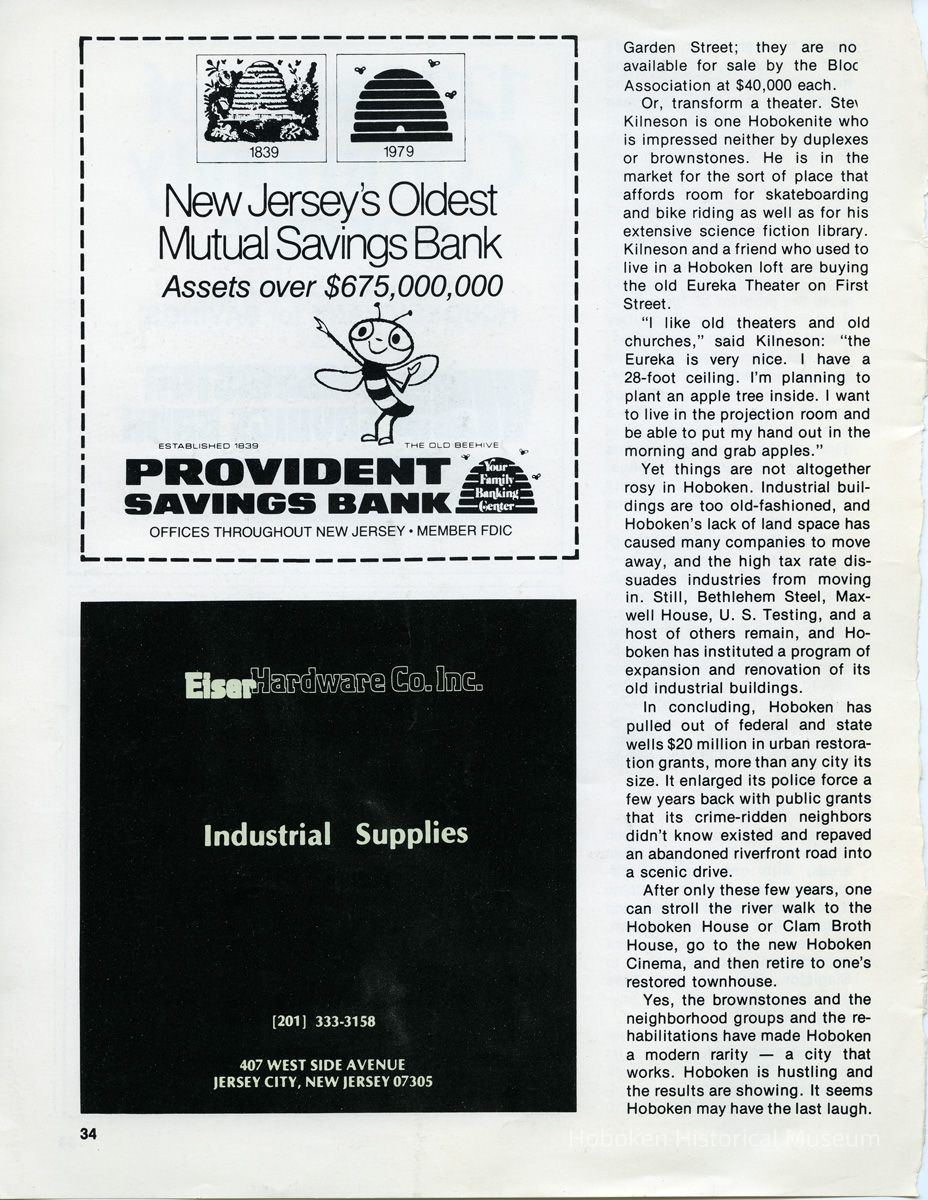 1839
1979
New Jersey's Oldest
Mutual Savings Bank
Assets over $675,000,000
ESTABLISHED 1839
THE OLD BEEHIVE
PROVIDENT
SAVINGS BANK
Your
Family
Banking
Center
OFFICES THROUGHOUT NEW JERSEY • MEMBER FDIC
Eiser Hardware Co. Inc.
Industrial Supplies
[201] 333-3158
407 WEST SIDE AVENUE
JERSEY CITY, NEW JERSEY 07305
34
Garden Street; they are no
available for sale by the Bloc
Association at $40,000 each.
Or, transform a theater. Stev
Kilneson is one Hobokenite who
is impressed neither by duplexes
or brownstones. He is in the
market for the sort of place that
affords room for skateboarding
and bike riding as well as for his
extensive science fiction library.
Kilneson and a friend who used to
live in a Hoboken loft are buying
the old Eureka Theater on First
Street.
"I like old theaters and old
churches," said Kilneson: "the
Eureka is very nice. I have a
28-foot ceiling. I'm planning to
plant an apple tree inside. I want
to live in the projection room and
be able to put my hand out in the
morning and grab apples."
Yet things are not altogether
rosy in Hoboken. Industrial buil-
dings are too old-fashioned, and
Hoboken's lack of land space has
caused many companies to move
away, and the high tax rate dis-
suades industries from moving
in. Still, Bethlehem Steel, Max-
well House, U. S. Testing, and a
host of others remain, and Ho-
boken has instituted a program of
expansion and renovation of its
old industrial buildings.
In concluding, Hoboken has
pulled out of federal and state
wells $20 million in urban restora-
tion grants, more than any city its
size. It enlarged its police force a
few years back with public grants
that its crime-ridden neighbors
didn't know existed and repaved
an abandoned riverfront road into
a scenic drive.
After only these few years, one
can stroll the river walk to the
Hoboken House or Clam Broth
House, go to the new Hoboken
Cinema, and then retire to one's
restored townhouse.
Yes, the brownstones and the
neighborhood groups and the re-
habilitations have made Hoboken
a modern rarity — a city that
works. Hoboken is hustling and
the results are showing. It seems
Hoboken may have the last laugh.
Hoboken Historical Museum